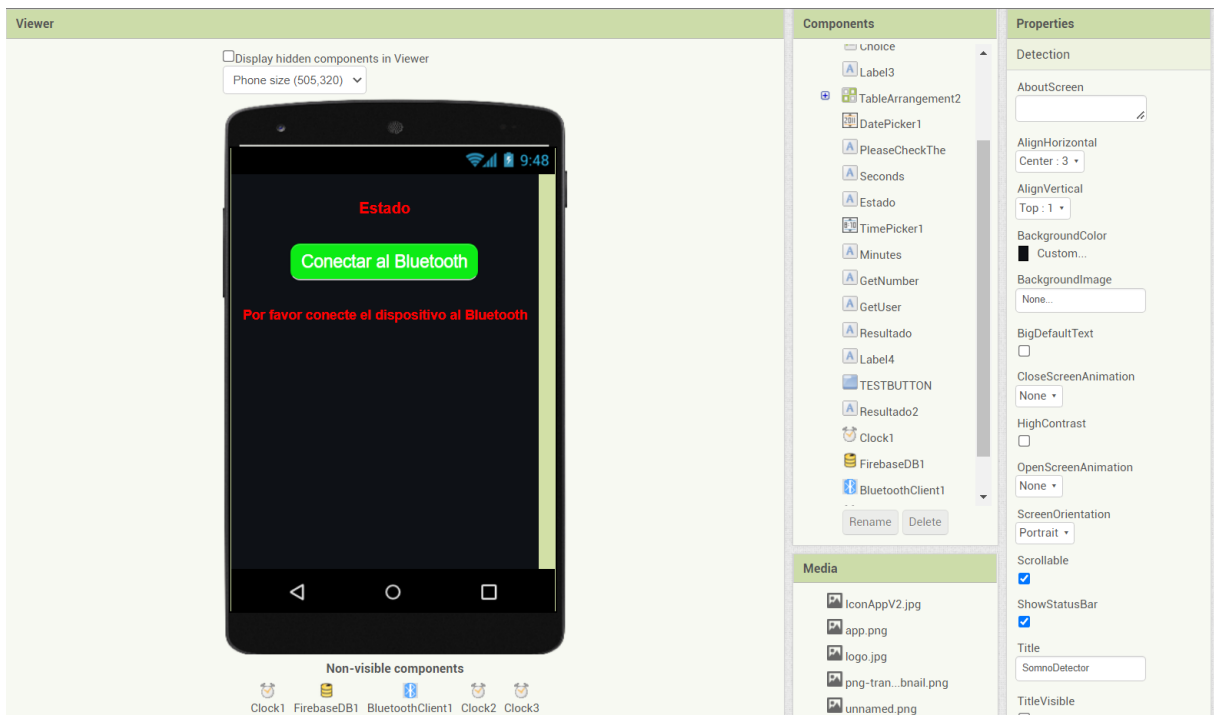 Viewer
Display hidden components in Viewer
Phone size (505,320)
9:48
Estado
Conectar al Bluetooth
Por favor conecte el dispositivo al Bluetooth
Non-visible components
Clock1 FirebaseDB1 BluetoothClient1 Clock2 Clock3
Components
Choice
Label3
TableArrangement2
DatePicker1
PleaseCheckThe
Seconds
Estado
TimePicker1
Minutes
GetNumber
GetUser
Resultado
Label4
TESTBUTTON
Resultado2
Clock1
FirebaseDB1
BluetoothClient1
Rename Delete
Media
IconAppV2.jpg
app.png
logo.jpg
png-tran...bnail.png
unnamed.png
Properties
Detection
AboutScreen
AlignHorizontal
Center : 3
AlignVertical
Top : 1
BackgroundColor
Custom...
BackgroundImage
None...
BigDefaultText
CloseScreenAnimation
None
HighContrast
OpenScreenAnimation
None
ScreenOrientation
Portrait
Scrollable
ShowStatusBar
Title
SomnoDetector
TitleVisible